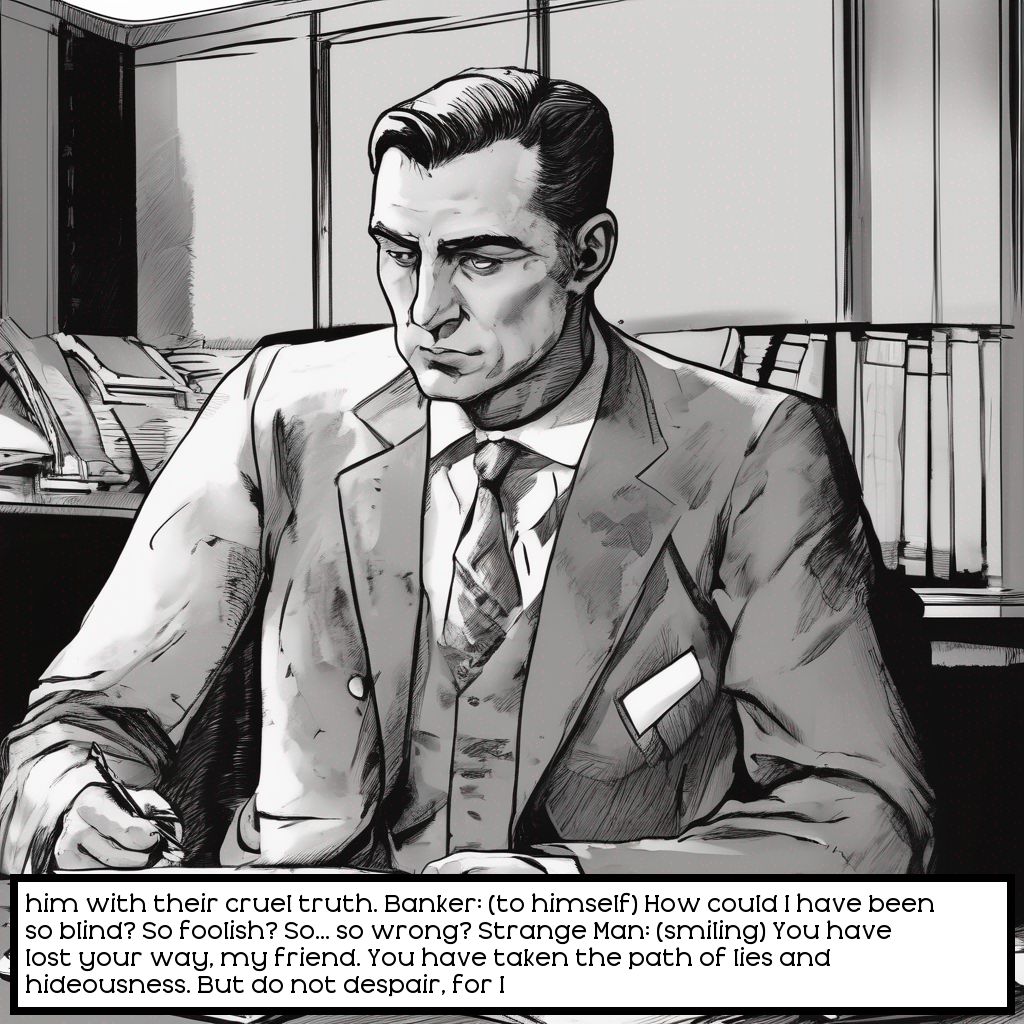 him with their cruel truth. Banker: (to himself) How could I have been
so blind? So foolish? So... so wrong? Strange Man: (smiling) You have
lost your way, my friend. You have taken the path of lies and
hideousness. But do not despair, for I